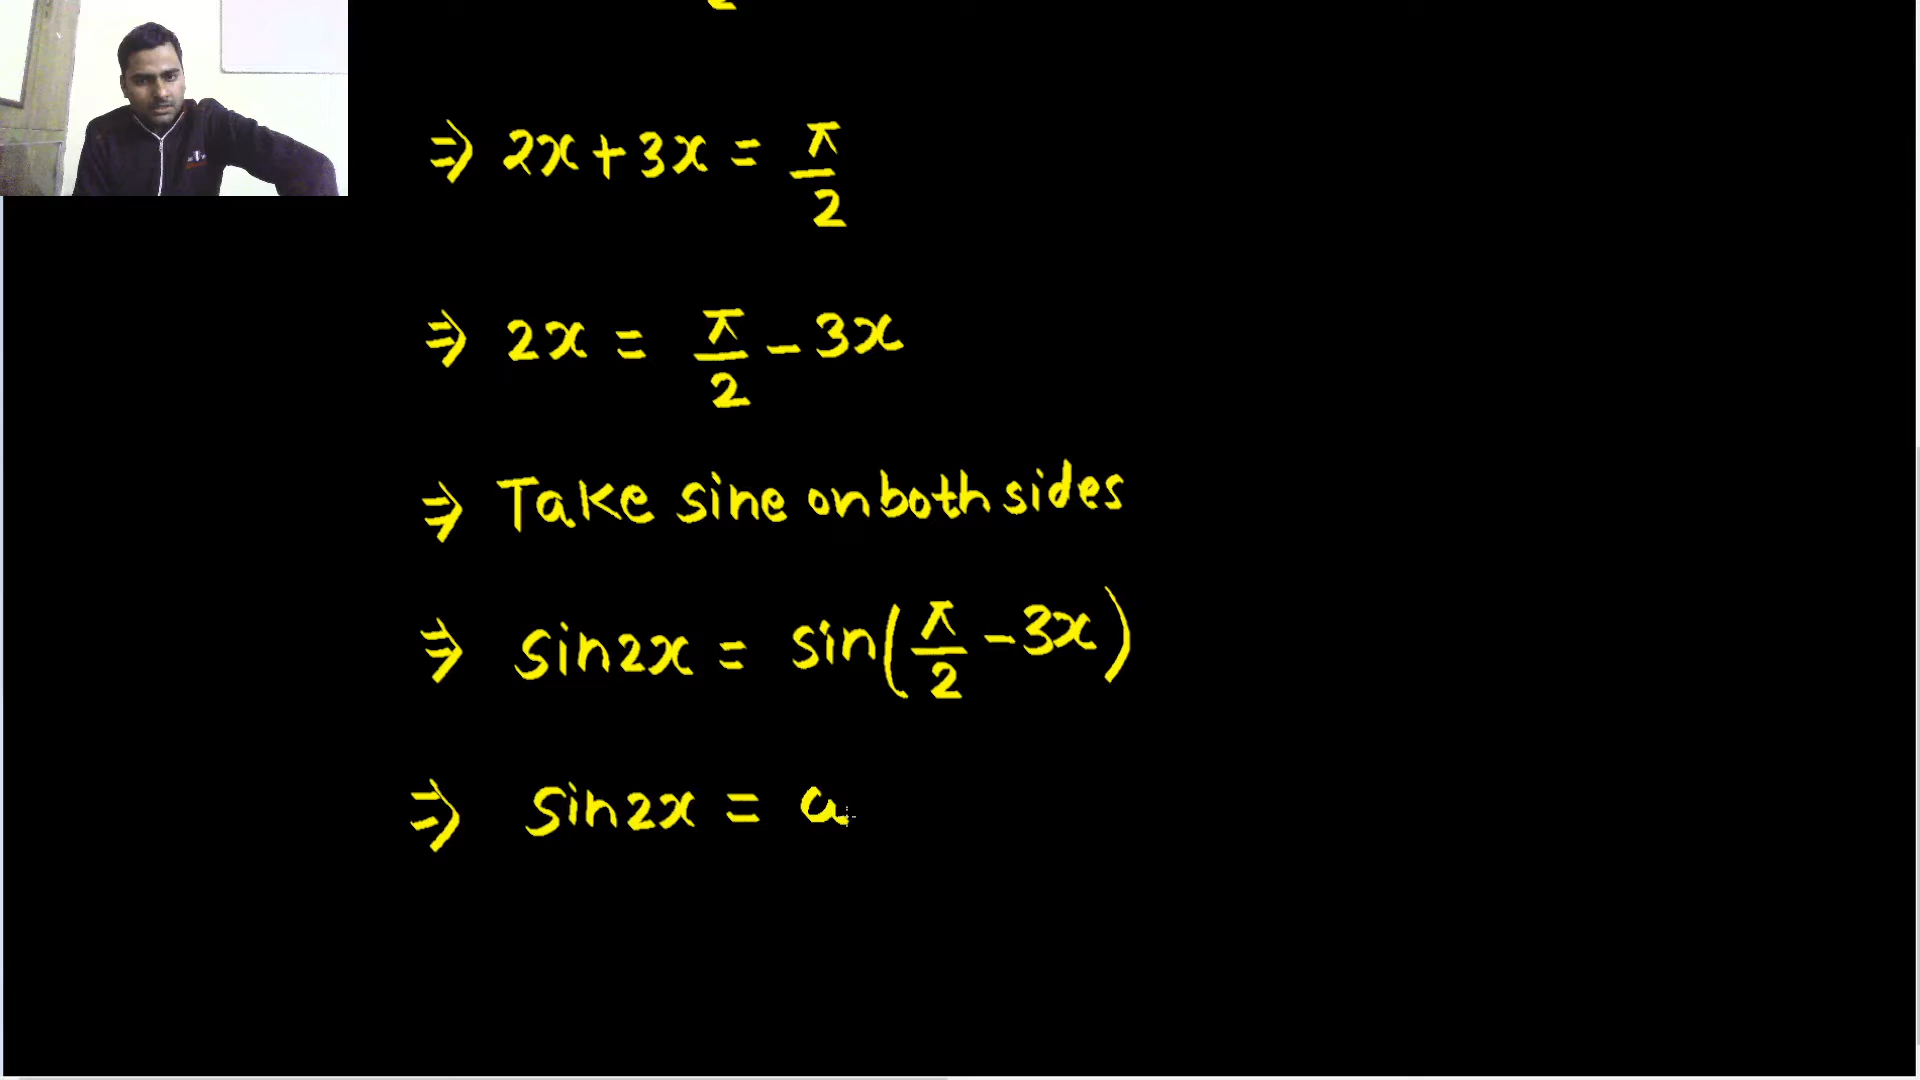 ⇒ 2x + 3x = π/2
⇒ 2x = π/2 - 3x
⇒ Take sine on both sides
⇒ sin2x = sin(π/2 - 3x)
⇒ sin2x =